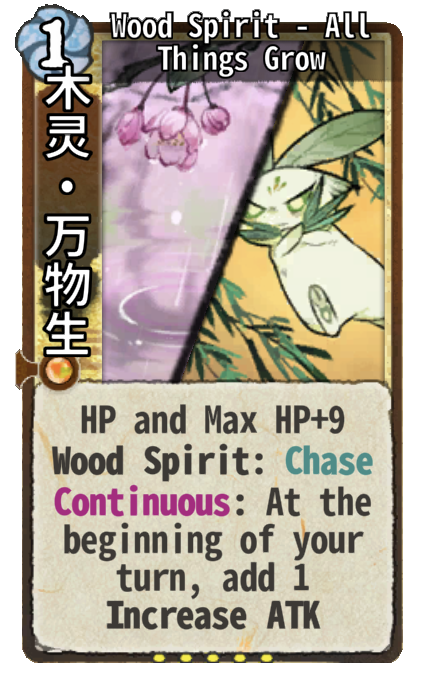 1
Wood Spirit - All
Things Grow
木灵·万物生
HP and Max HP+9
Wood Spirit: Chase
Continuous: At the
beginning of your
turn, add 1
Increase ATK